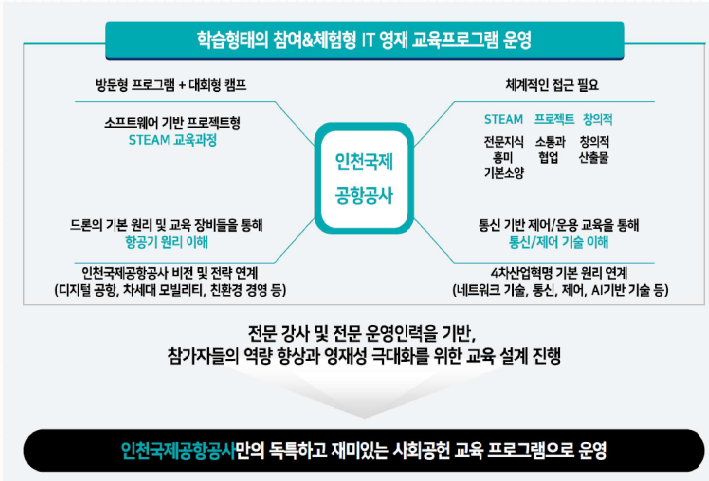 학습형태의 참여&체험형 IT 영재 교육프로그램 운영
방둔형 프로그램 + 대회형 캠프
소프트웨어 기반 프로젝트형
STEAM 교육과정
체계적인 접근 필요
STEAM 프로젝트 창의적
전문지식 소통과 창의적
흥미 협업 산출물
기본소양
인천국제
공항공사
드론의 기본 원리 및 교육 장비들을 통해
항공기 원리 이해
인천국제공항공사 비전 및 전략 연계
(디지털 공항, 차세대 모빌리티, 친환경 경영 등)
통신 기반 제어/운용 교육을 통해
통신/제어 기술 이해
4차산업혁명 기본 원리 연계
(네트워크 기술, 통신, 제어, AI기반 기술 등)
전문 강사 및 전문 운영인력을 기반,
참가자들의 역량 향상과 영재성 극대화를 위한 교육 설계 진행
인천국제공항공사만의 독특하고 재미있는 사회공헌 교육 프로그램으로 운영